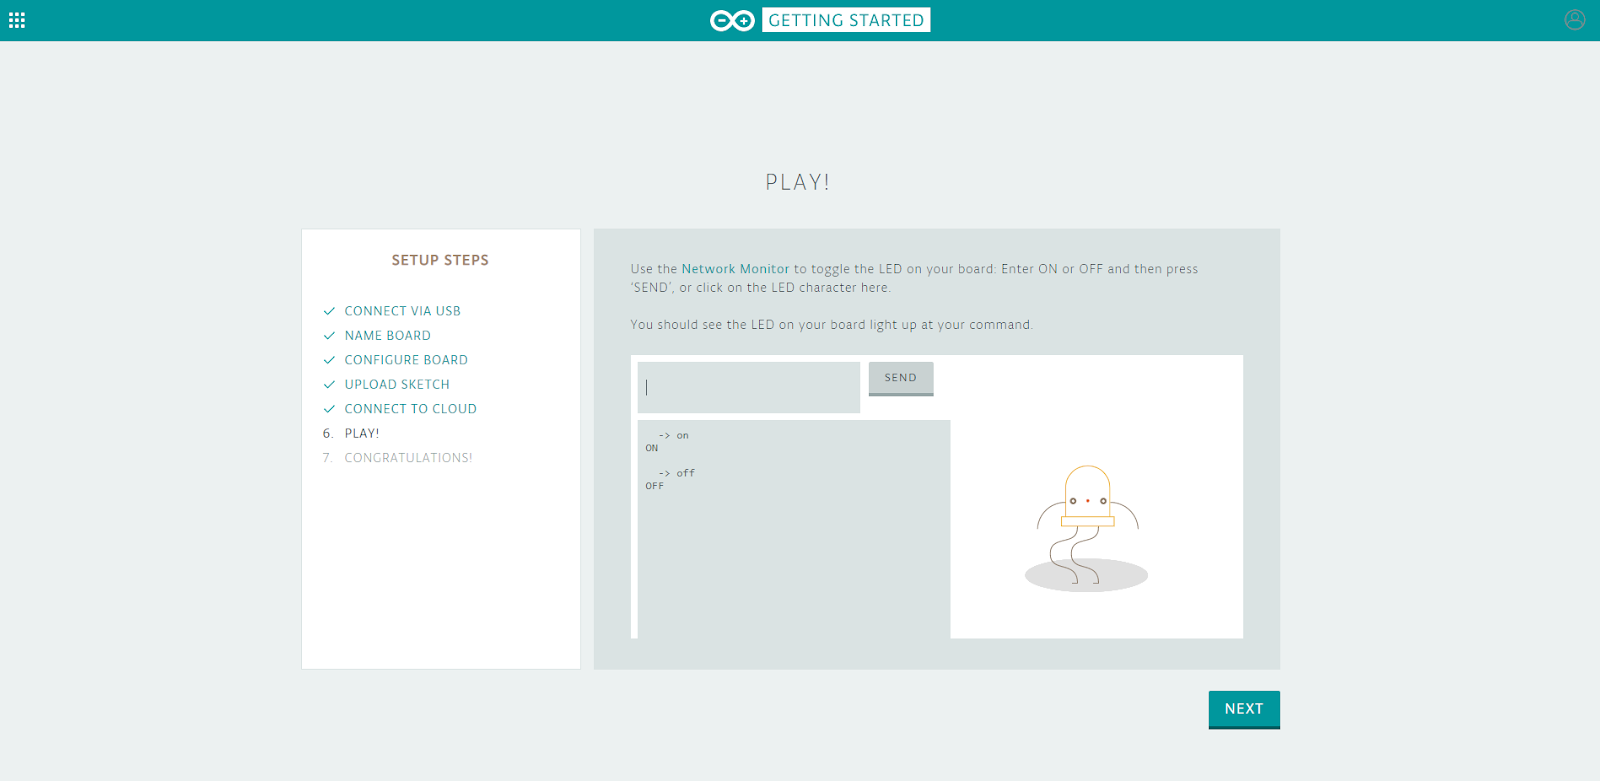 GETTING STARTED
PLAY!
SETUP STEPS
CONNECT VIA USB
NAME BOARD
CONFIGURE BOARD
UPLOAD SKETCH
CONNECT TO CLOUD
6. PLAY!
7. CONGRATULATIONS!
Use the Network Monitor to toggle the LED on your board: Enter ON or OFF and then press
‘SEND’, or click on the LED character here.
You should see the LED on your board light up at your command.
SEND
-> on
ON
-> off
OFF
NEXT